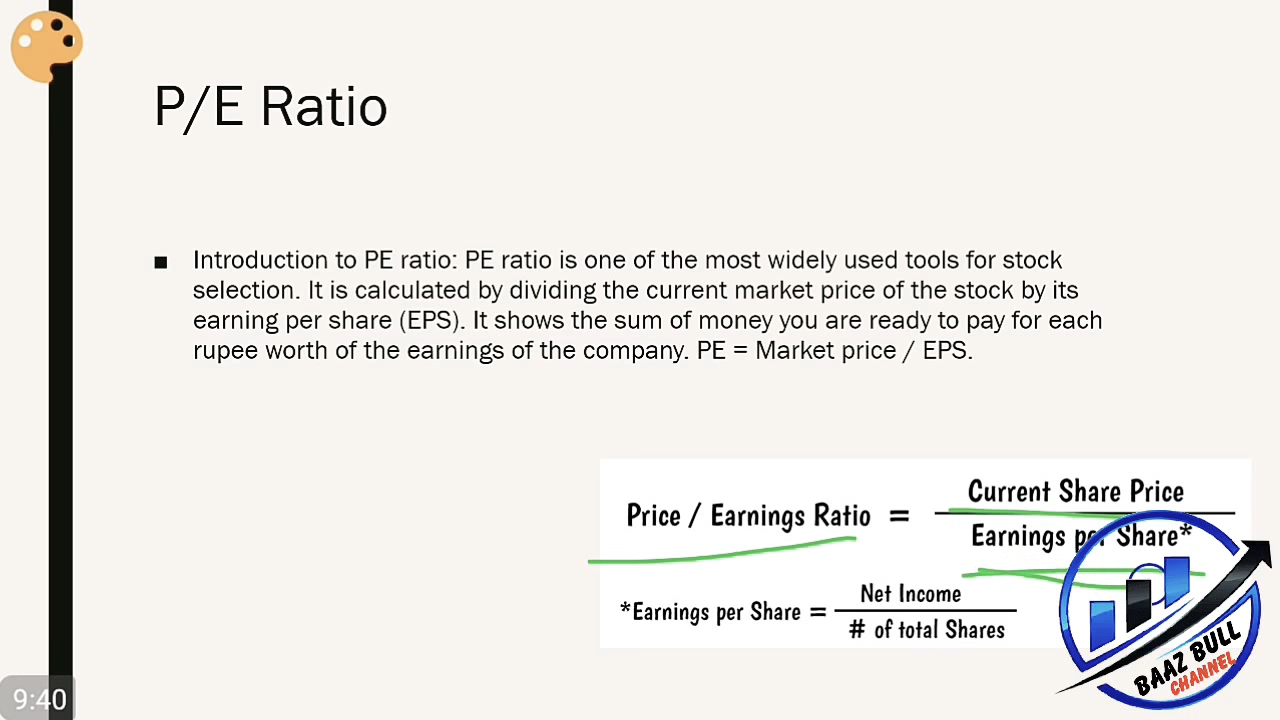 P/E Ratio
■ Introduction to PE ratio: PE ratio is one of the most widely used tools for stock
selection. It is calculated by dividing the current market price of the stock by its
earning per share (EPS). It shows the sum of money you are ready to pay for each
rupee worth of the earnings of the company. PE = Market price / EPS.
Price / Earnings Ratio =
Current Share Price
Earnings per Share*
*Earnings per Share =
Net Income
# of total Shares
BAAZ BULL
CHANNEL
9:40